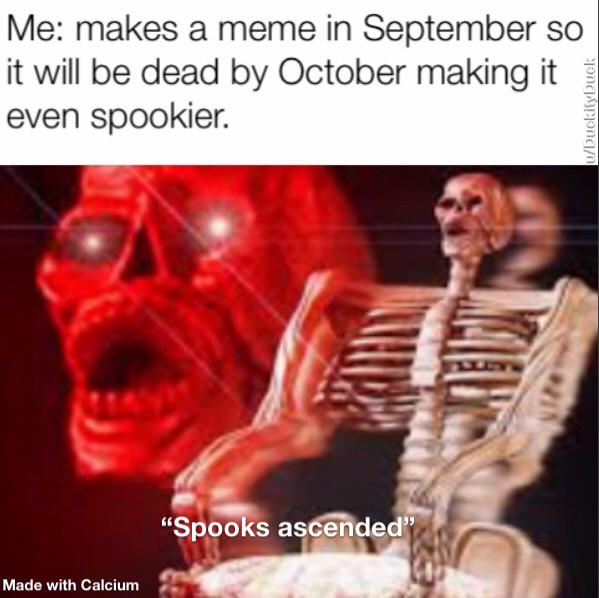 Me: makes a meme in September so
it will be dead by October making it
even spookier.
u/DuckifyDuck
“Spooks ascended”
Made with Calcium